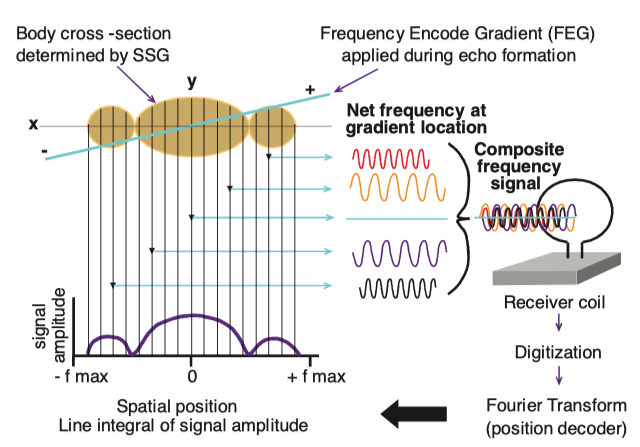 Body cross -section
determined by SSG
Frequency Encode Gradient (FEG)
applied during echo formation
y
+
x
-
Net frequency at
gradient location
Composite
frequency
signal
signal
amplitude
- f max
0
+ f max
Spatial position
Line integral of signal amplitude
Receiver coil
Digitization
Fourier Transform
(position decoder)